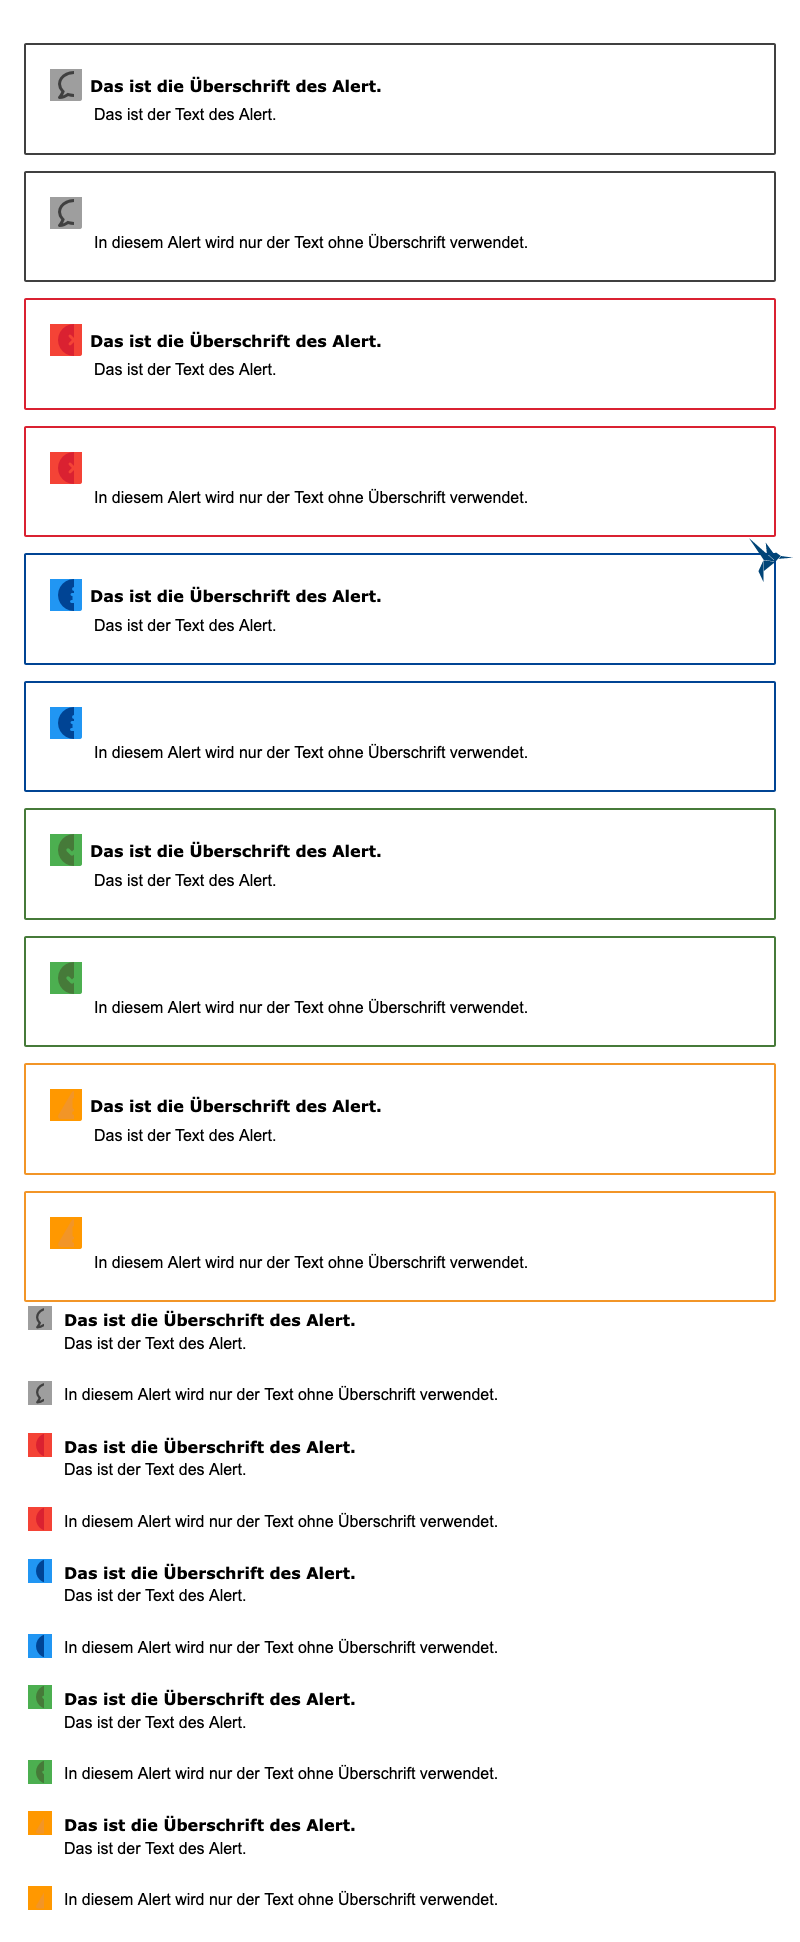 Das ist die Überschrift des Alert.
Das ist der Text des Alert.
In diesem Alert wird nur der Text ohne Überschrift verwendet.
Das ist die Überschrift des Alert.
Das ist der Text des Alert.
In diesem Alert wird nur der Text ohne Überschrift verwendet.
Das ist die Überschrift des Alert.
Das ist der Text des Alert.
In diesem Alert wird nur der Text ohne Überschrift verwendet.
Das ist die Überschrift des Alert.
Das ist der Text des Alert.
In diesem Alert wird nur der Text ohne Überschrift verwendet.
Das ist die Überschrift des Alert.
Das ist der Text des Alert.
In diesem Alert wird nur der Text ohne Überschrift verwendet.
Das ist die Überschrift des Alert.
Das ist der Text des Alert.
In diesem Alert wird nur der Text ohne Überschrift verwendet.
Das ist die Überschrift des Alert.
Das ist der Text des Alert.
In diesem Alert wird nur der Text ohne Überschrift verwendet.
Das ist die Überschrift des Alert.
Das ist der Text des Alert.
In diesem Alert wird nur der Text ohne Überschrift verwendet.
Das ist die Überschrift des Alert.
Das ist der Text des Alert.
In diesem Alert wird nur der Text ohne Überschrift verwendet.
Das ist die Überschrift des Alert.
Das ist der Text des Alert.
In diesem Alert wird nur der Text ohne Überschrift verwendet.